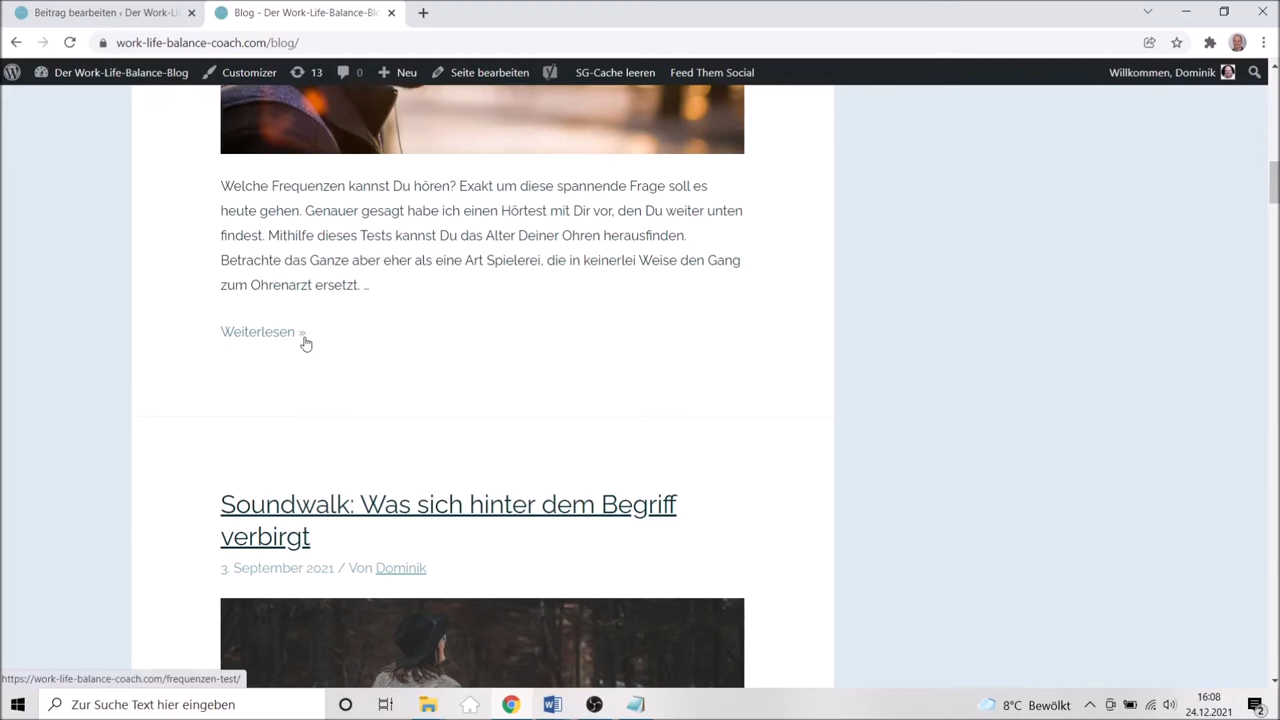 Beitrag bearbeiten ‹ Der Work-Li
Blog - Der Work-Life-Balance-Bl
work-life-balance-coach.com/blog/
Der Work-Life-Balance-Blog
Customizer
13
0
Neu
Seite bearbeiten
SG-Cache leeren
Feed Them Social
Willkommen, Dominik
Welche Frequenzen kannst Du hören? Exakt um diese spannende Frage soll es
heute gehen. Genauer gesagt habe ich einen Hörtest mit Dir vor, den Du weiter unten
findest. Mithilfe dieses Tests kannst Du das Alter Deiner Ohren herausfinden.
Betrachte das Ganze aber eher als eine Art Spielerei, die in keinerlei Weise den Gang
zum Ohrenarzt ersetzt. …
Weiterlesen »
Soundwalk: Was sich hinter dem Begriff
verbirgt
3. September 2021 / Von Dominik
https://work-life-balance-coach.com/frequenzen-test/
Zur Suche Text hier eingeben
8°C Bewölkt
16:08
24.12.2021
2